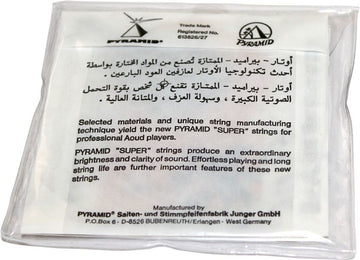 PYRAMID
Trade Mark
Registered No.
613826/27
PYRAMID
أوتار - بيراميد - الممتازة تُصنع من المواد المختارة بواسطة
أحدث تكنولوجيا الأوتار لعازفين العود البارعين.
أوتار - بيراميد - الممتازة تقنع كل شخص بقوة التحمل
الصوتية الكبيرة، وسهولة العزف، والمتانة العالية.
Selected materials and unique string manufacturing
technique yield the new PYRAMID "SUPER" strings for
professional Aoud players.
PYRAMID "SUPER" strings produce an extraordinary
brightness and clarity of sound. Effortless playing and long
string life are further important features of these new
strings.
Manufactured by
PYRAMID® Saiten- und Stimmpfeifenfabrik Junger GmbH
P.O.Box 6 - D-8526 BUBENREUTH/Erlangen - West Germany